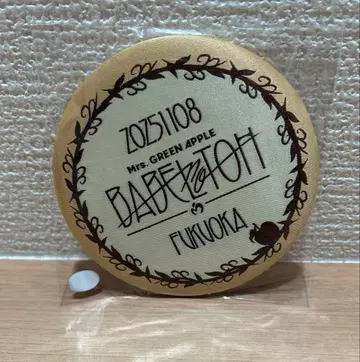 20251108
Mrs. GREEN APPLE
BABEL no TOH
FUKUOKA